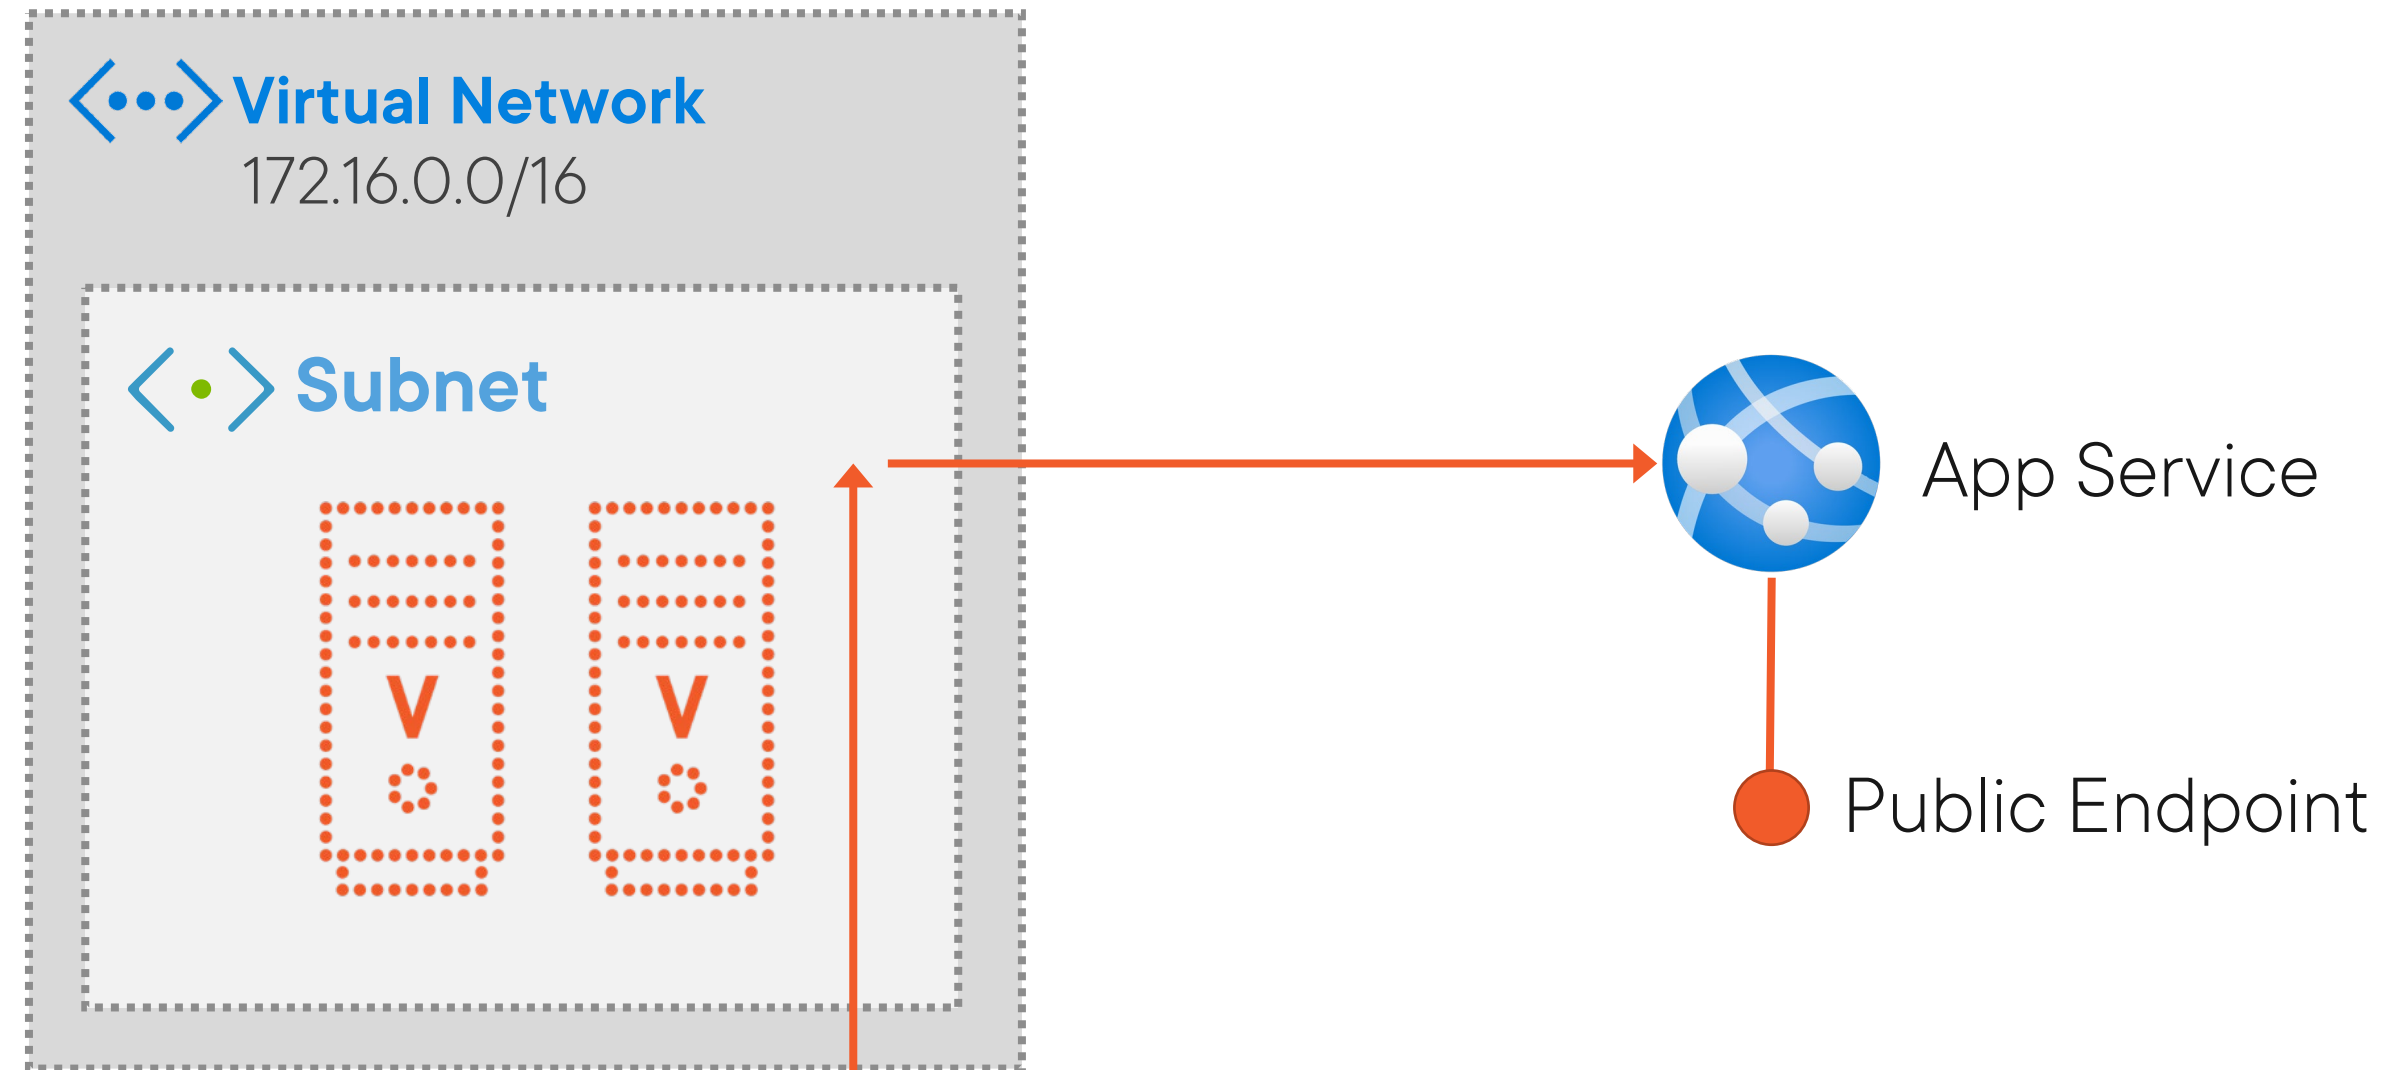 Virtual Network
172.16.0.0/16
Subnet
V
V
App Service
Public Endpoint